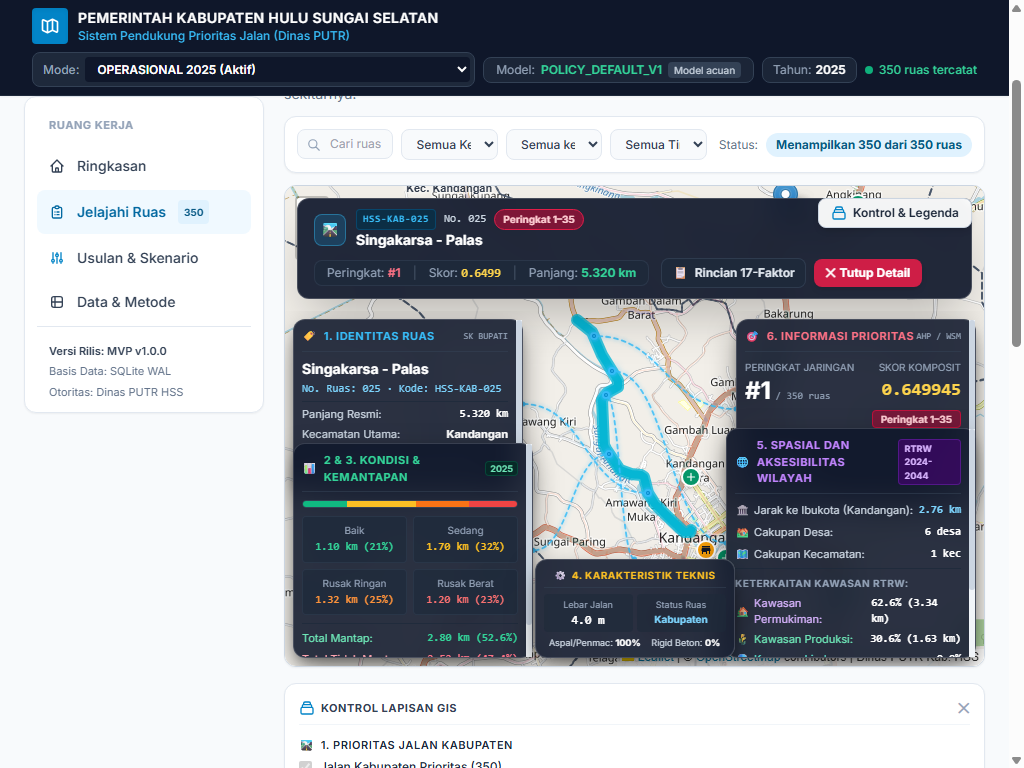 PEMERINTAH KABUPATEN HULU SUNGAI SELATAN
Sistem Pendukung Prioritas Jalan (Dinas PUTR)
Mode: OPERASIONAL 2025 (Aktif)
Model: POLICY_DEFAULT_V1 Model acuan
Tahun: 2025
350 ruas tercatat
RUANG KERJA
Ringkasan
Jelajahi Ruas 350
Usulan & Skenario
Data & Metode
Versi Rilis: MVP v1.0.0
Basis Data: SQLite WAL
Otoritas: Dinas PUTR HSS
sekitarnya.
Cari ruas
Semua Ke
Semua ke
Semua Ti
Status: Menampilkan 350 dari 350 ruas
Kec. Kandangan
Angkinang
HSS-KAB-025 No. 025 Peringkat 1–35
Singakarsa - Palas
Kontrol & Legenda
Peringkat: #1 | Skor: 0.6499 | Panjang: 5.320 km
Rincian 17-Faktor
Tutup Detail
Gambah Dalam
Barat
Bakarung
1. IDENTITAS RUAS SK BUPATI
Singakarsa - Palas
No. Ruas: 025 · Kode: HSS-KAB-025
Panjang Resmi: 5.320 km
Kecamatan Utama: Kandangan
2 & 3. KONDISI & KEMANTAPAN 2025
Baik
1.10 km (21%)
Sedang
1.70 km (32%)
Rusak Ringan
1.32 km (25%)
Rusak Berat
1.20 km (23%)
Total Mantap: 2.80 km (52.6%)
awang Kiri
Gam
Gambah Luar
Kandangan
Amawang Kiri
Muka
Sungai Paring
Kandanga
4. KARAKTERISTIK TEKNIS
Lebar Jalan
4.0 m
Status Ruas
Kabupaten
Aspal/Penmac: 100% Rigid Beton: 0%
6. INFORMASI PRIORITAS AHP / WSM
PERINGKAT JARINGAN
#1 / 350 ruas
SKOR KOMPOSIT
0.649945
Peringkat 1–35
5. SPASIAL DAN
AKSESIBILITAS
WILAYAH
RTRW
2024-
2044
Jarak ke Ibukota (Kandangan): 2.76 km
Cakupan Desa: 6 desa
Cakupan Kecamatan: 1 kec
KETERKAITAN KAWASAN RTRW:
Kawasan Permukiman: 62.6% (3.34 km)
Kawasan Produksi: 30.6% (1.63 km)
Telaga
Leaflet | © OpenStreetMap contributors | Dinas PUTR Kab. HSS
KONTROL LAPISAN GIS
1. PRIORITAS JALAN KABUPATEN
Jalan Kabupaten Prioritas (350)